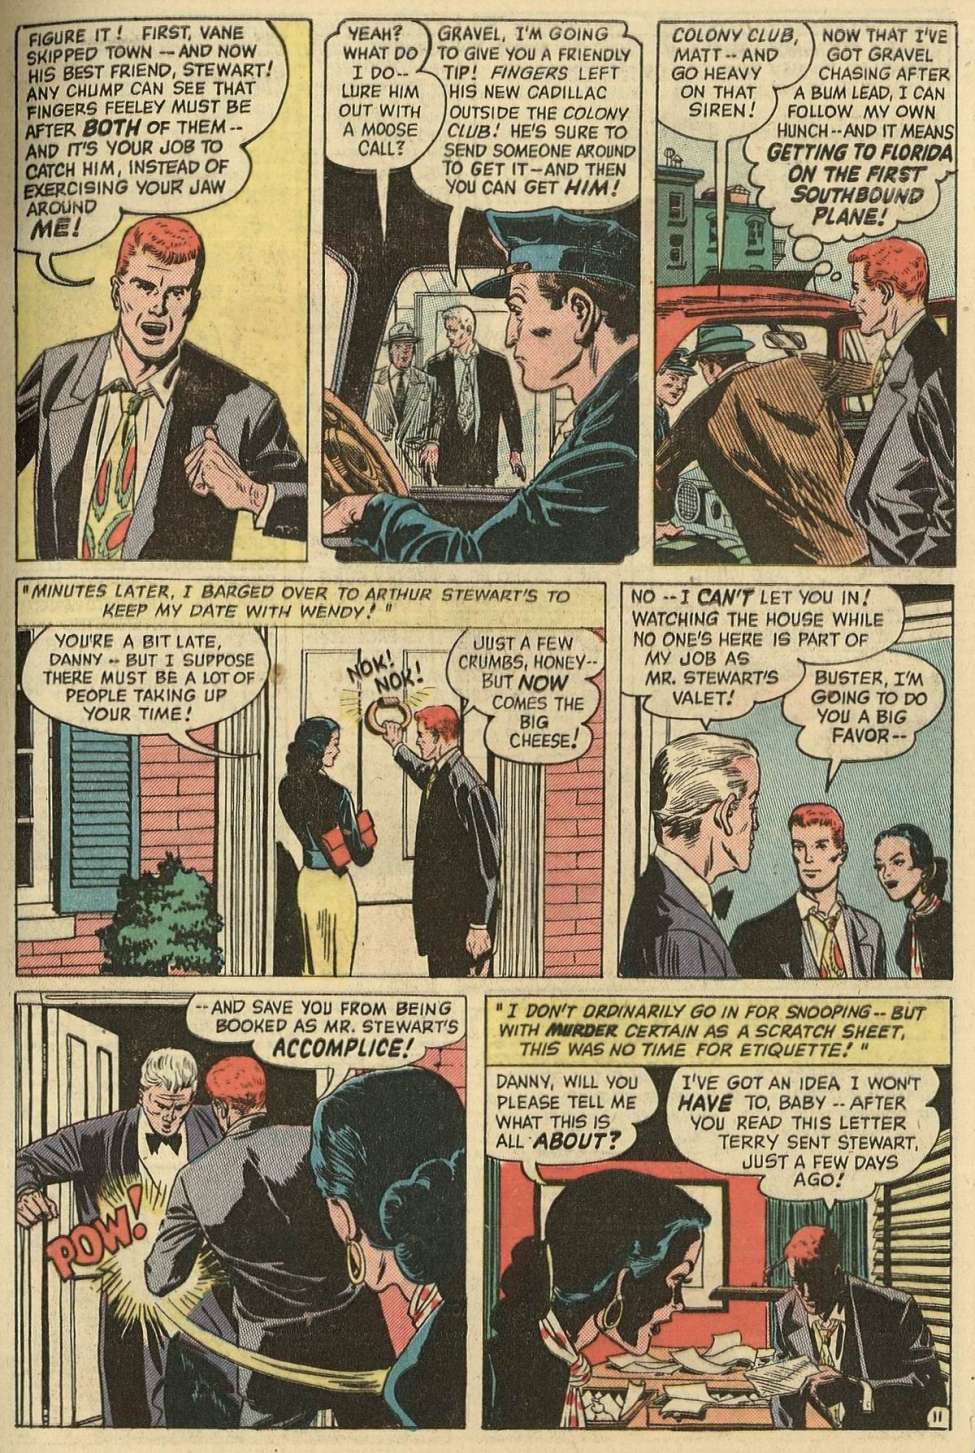 FIGURE IT! FIRST, VANE
SKIPPED TOWN -- AND NOW
HIS BEST FRIEND, STEWART!
ANY CHUMP CAN SEE THAT
FINGERS FEELEY MUST BE
AFTER BOTH OF THEM --
AND IT'S YOUR JOB TO
CATCH HIM, INSTEAD OF
EXERCISING YOUR JAW
AROUND
ME!
YEAH?
WHAT DO
I DO--
LURE HIM
OUT WITH
A MOOSE
CALL?
GRAVEL, I'M GOING
TO GIVE YOU A FRIENDLY
TIP! FINGERS LEFT
HIS NEW CADILLAC
OUTSIDE THE COLONY
CLUB! HE'S SURE TO
SEND SOMEONE AROUND
TO GET IT--AND THEN
YOU CAN GET HIM!
COLONY CLUB,
MATT--AND
GO HEAVY
ON THAT
SIREN!
NOW THAT I'VE
GOT GRAVEL
CHASING AFTER
A BUM LEAD, I CAN
FOLLOW MY OWN
HUNCH--AND IT MEANS
GETTING TO FLORIDA
ON THE FIRST
SOUTHBOUND
PLANE!
"MINUTES LATER, I BARGED OVER TO ARTHUR STEWART'S TO
KEEP MY DATE WITH WENDY!"
YOU'RE A BIT LATE,
DANNY -- BUT I SUPPOSE
THERE MUST BE A LOT OF
PEOPLE TAKING UP
YOUR TIME!
NOK!
NOK!
JUST A FEW
CRUMBS, HONEY--
BUT NOW
COMES THE
BIG
CHEESE!
NO -- I CAN'T LET YOU IN!
WATCHING THE HOUSE WHILE
NO ONE'S HERE IS PART OF
MY JOB AS
MR. STEWART'S
VALET!
BUSTER, I'M
GOING TO DO
YOU A BIG
FAVOR--
--AND SAVE YOU FROM BEING
BOOKED AS MR. STEWART'S
ACCOMPLICE!
POW!
"I DON'T ORDINARILY GO IN FOR SNOOPING -- BUT
WITH MURDER CERTAIN AS A SCRATCH SHEET,
THIS WAS NO TIME FOR ETIQUETTE!"
DANNY, WILL YOU
PLEASE TELL ME
WHAT THIS IS
ALL ABOUT?
I'VE GOT AN IDEA I WON'T
HAVE TO, BABY -- AFTER
YOU READ THIS LETTER
TERRY SENT STEWART,
JUST A FEW DAYS
AGO!
11